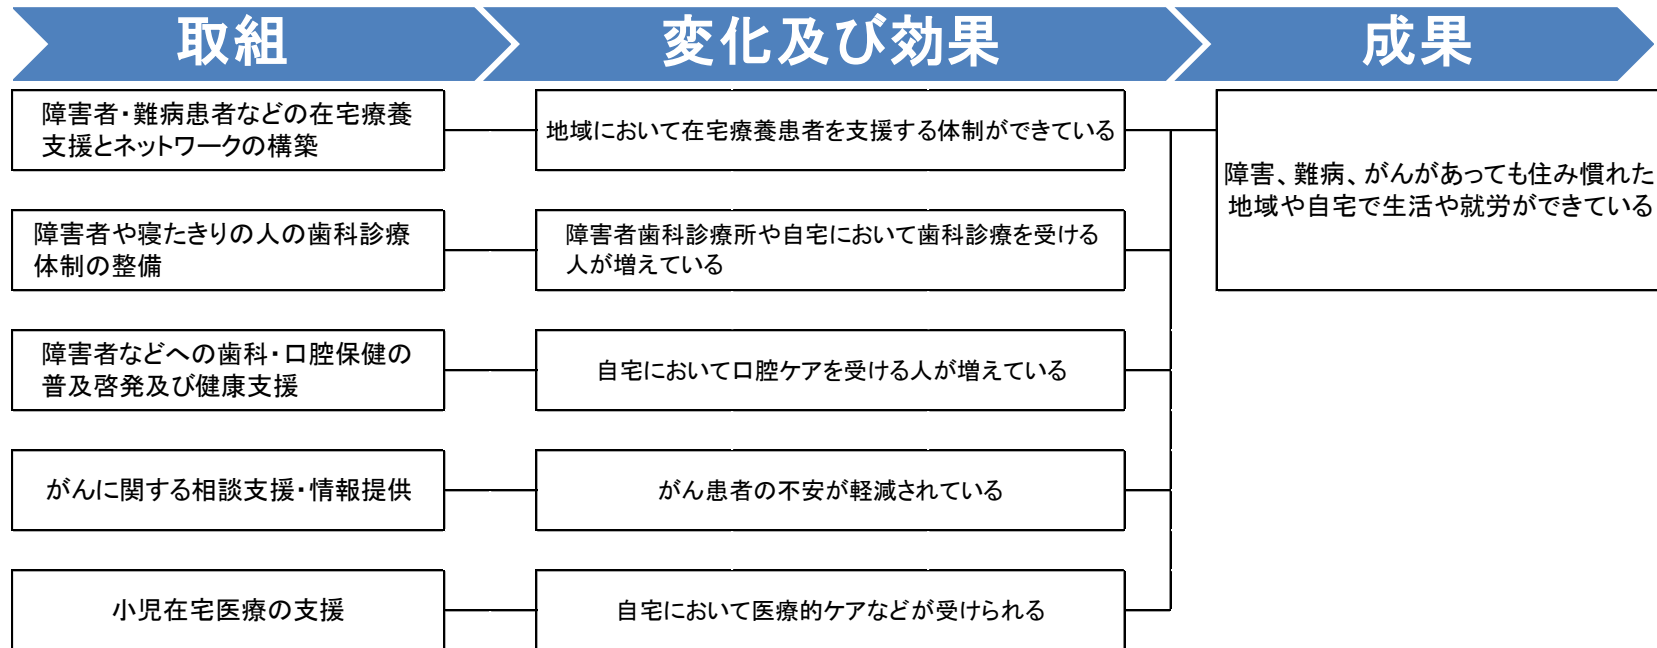 取組
変化及び効果
成果
障害者・難病患者などの在宅療養
支援とネットワークの構築
地域において在宅療養患者を支援する体制ができている
障害、難病、がんがあっても住み慣れた
地域や自宅で生活や就労ができている
障害者や寝たきりの人の歯科診療
体制の整備
障害者歯科診療所や自宅において歯科診療を受ける
人が増えている
障害者などへの歯科・口腔保健の
普及啓発及び健康支援
自宅において口腔ケアを受ける人が増えている
がんに関する相談支援・情報提供
がん患者の不安が軽減されている
小児在宅医療の支援
自宅において医療的ケアなどが受けられる